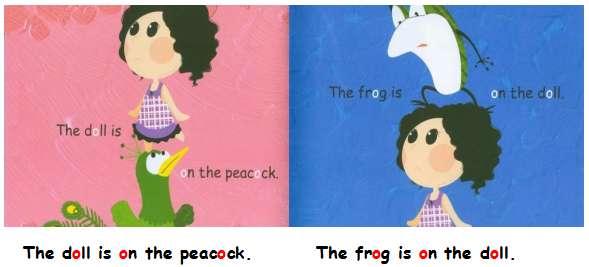 The doll is
on the peacock.
The frog is
on the doll.
The doll is on the peacock.
The frog is on the doll.